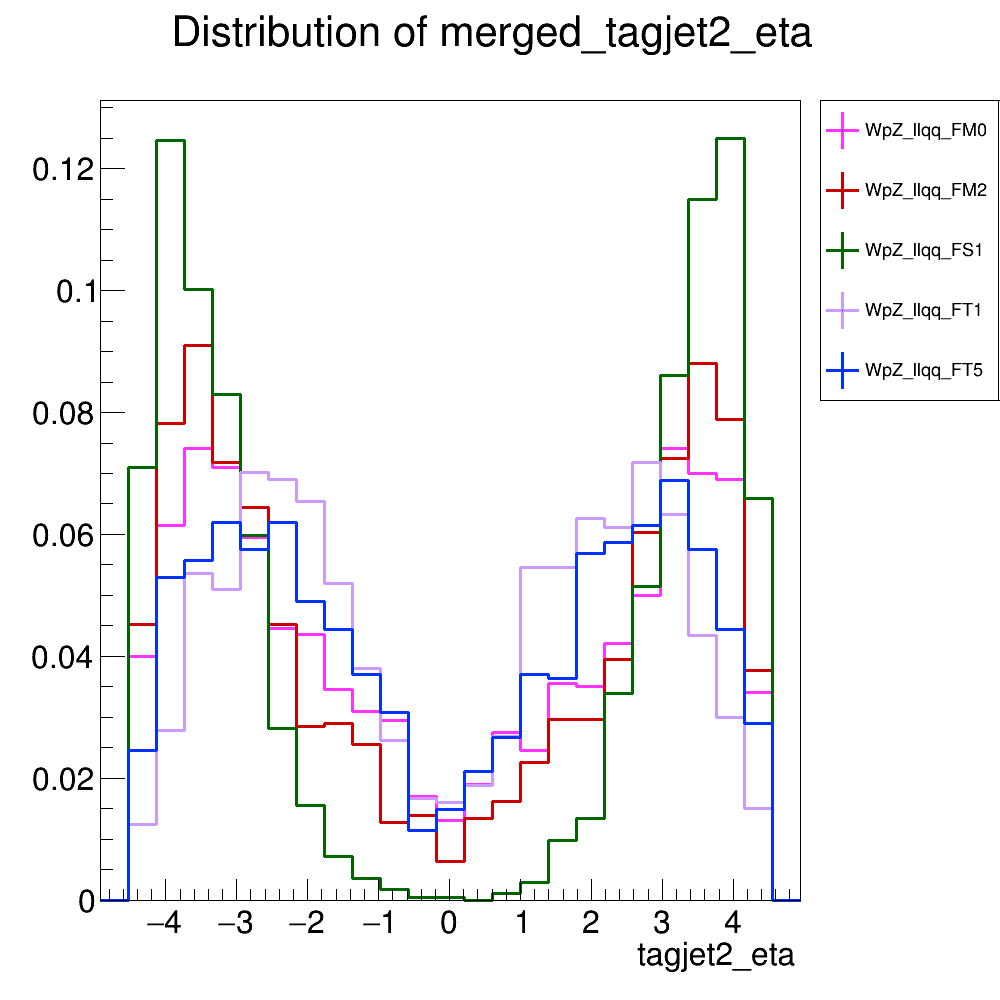 Distribution of merged_tagjet2_eta
0.12
0.1
0.08
0.06
0.04
0.02
0
−4 −3 −2 −1 0 1 2 3 4
tagjet2_eta
WpZ_llqq_FM0
WpZ_llqq_FM2
WpZ_llqq_FS1
WpZ_llqq_FT1
WpZ_llqq_FT5